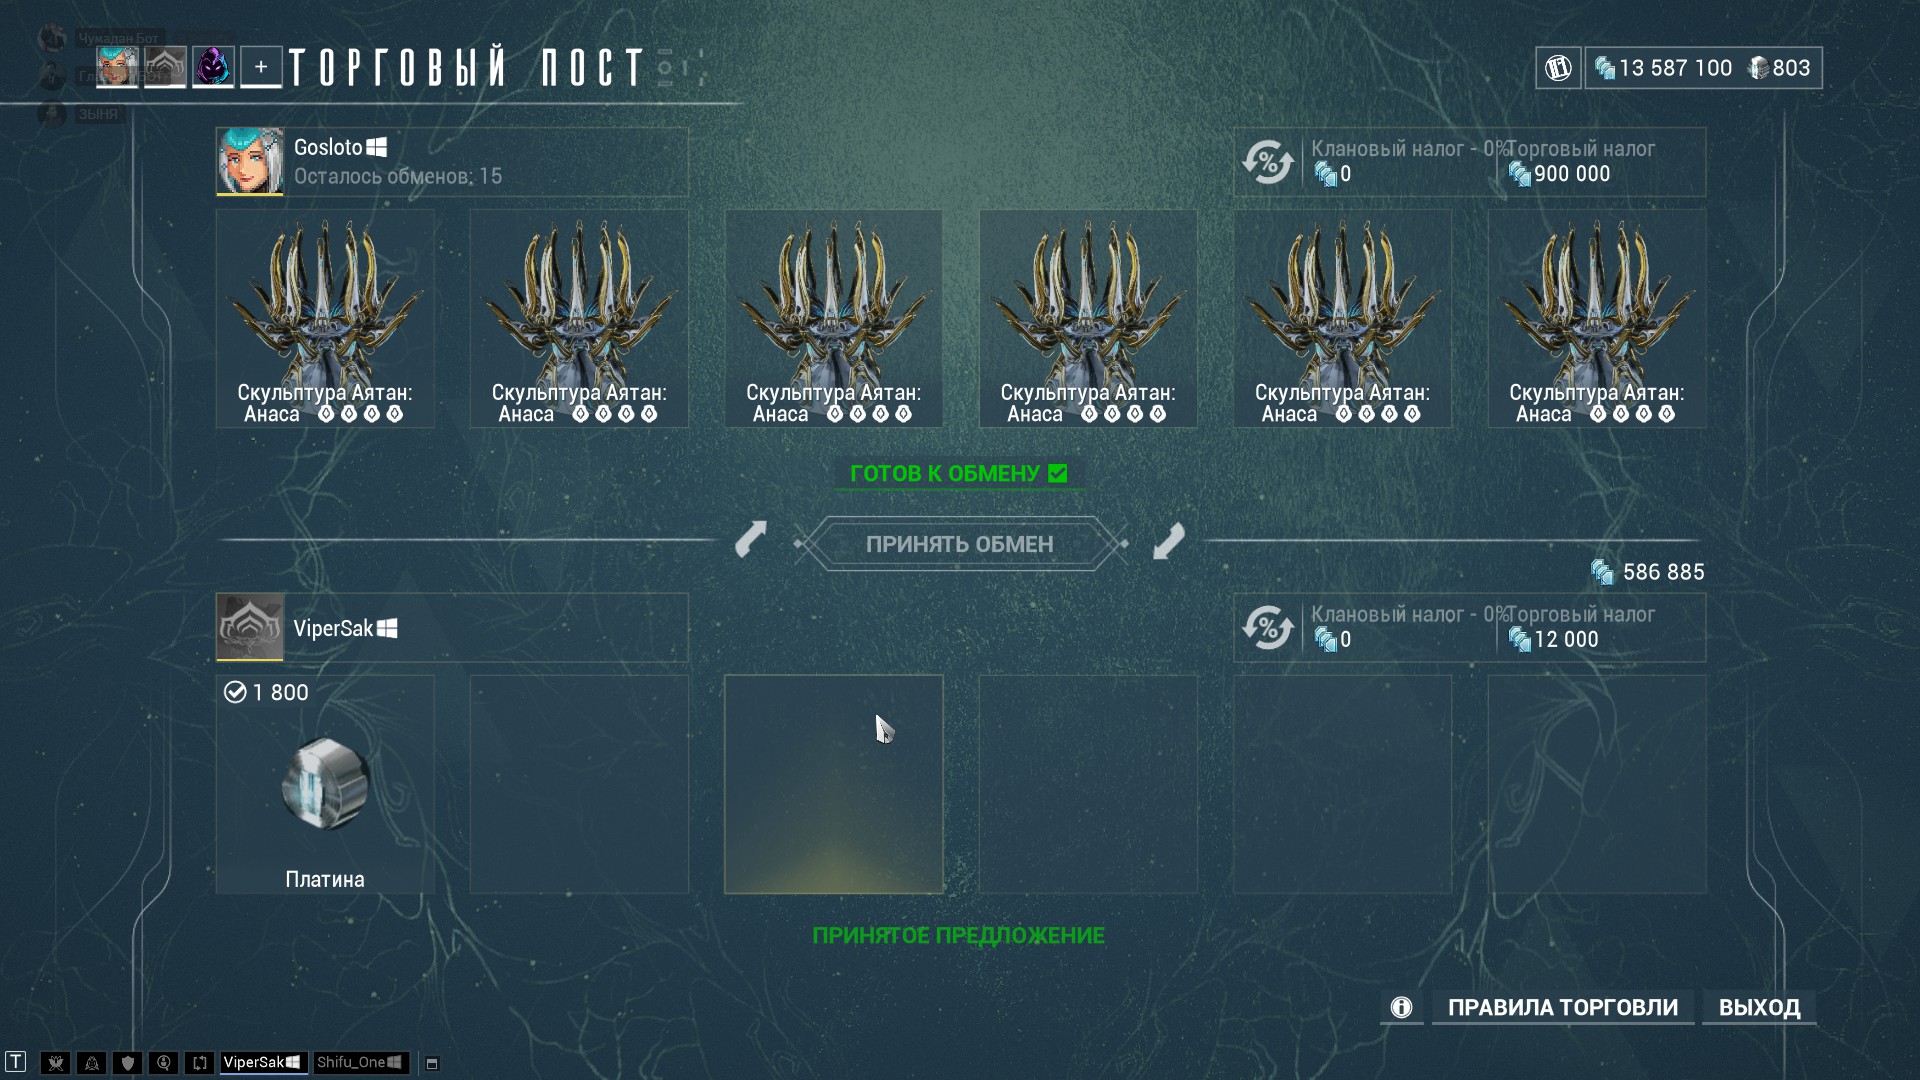 Чумадан Бот
ТОРГОВЫЙ ПОСТ
13 587 100 803
ЗЫНЯ
Gosloto
Осталось обменов: 15
Клановый налог - 0% Торговый налог
0 900 000
Скульптура Аятан: Анаса
Скульптура Аятан: Анаса
Скульптура Аятан: Анаса
Скульптура Аятан: Анаса
Скульптура Аятан: Анаса
Скульптура Аятан: Анаса
ГОТОВ К ОБМЕНУ
ПРИНЯТЬ ОБМЕН
586 885
ViperSak
Клановый налог - 0% Торговый налог
0 12 000
1 800
Платина
ПРИНЯТОЕ ПРЕДЛОЖЕНИЕ
ПРАВИЛА ТОРГОВЛИ ВЫХОД
T ViperSak Shifu_One